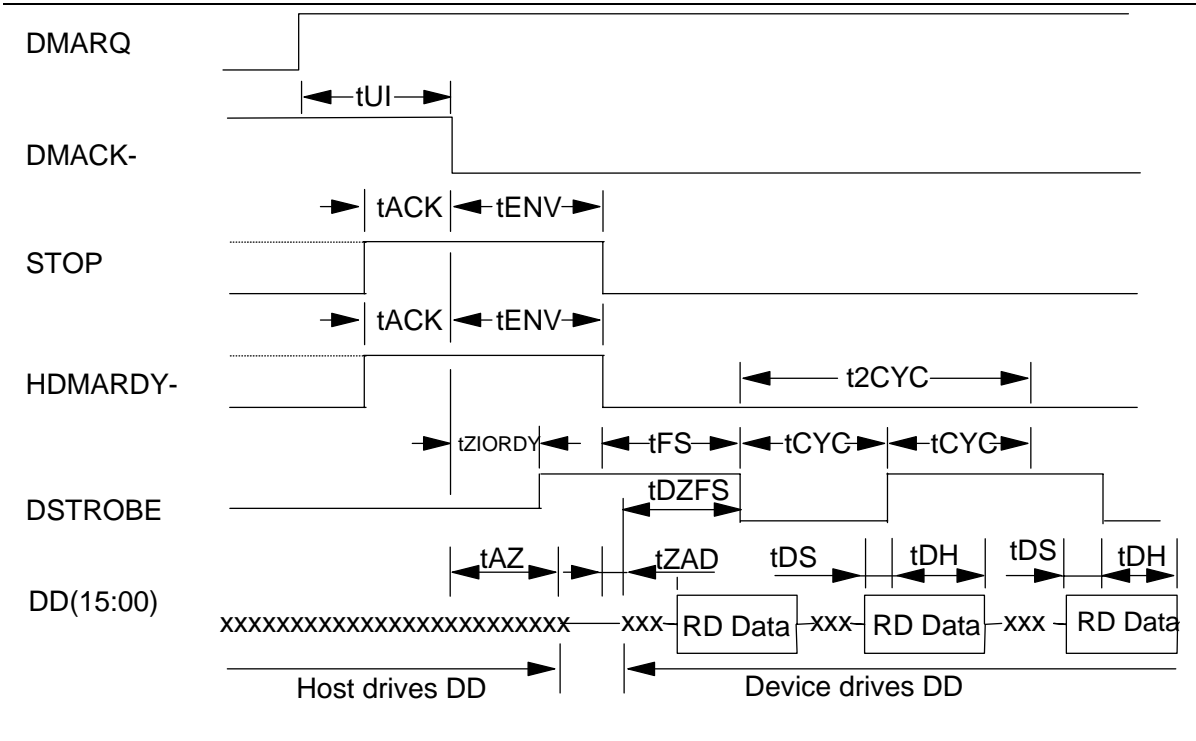 DMARQ
tUI
DMACK-
tACK tENV
STOP
tACK tENV
HDMARDY-
t2CYC
tZIORDY tFS tCYC tCYC
DSTROBE
tDZFS
tAZ tZAD tDS tDH tDS tDH
DD(15:00)
xxxxxxxxxxxxxxxxxxxxxxxxx xxx RD Data xxx RD Data xxx RD Data
Host drives DD Device drives DD